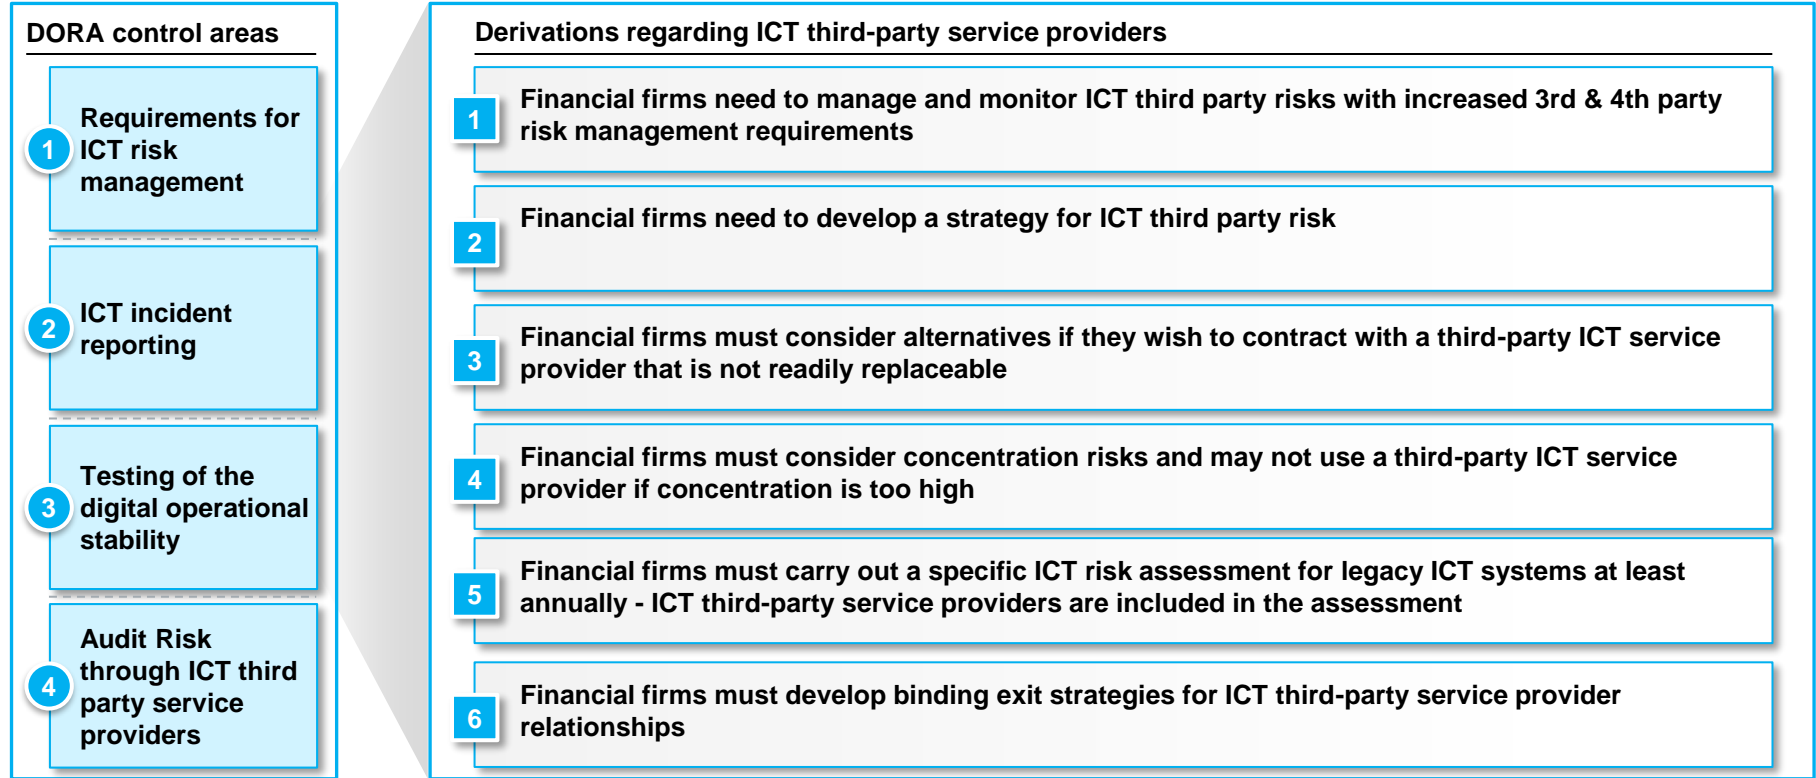 DORA control areas
1
Requirements for
ICT risk
management
2
ICT incident
reporting
3
Testing of the
digital operational
stability
4
Audit Risk
through ICT third
party service
providers
Derivations regarding ICT third-party service providers
1
Financial firms need to manage and monitor ICT third party risks with increased 3rd & 4th party
risk management requirements
2
Financial firms need to develop a strategy for ICT third party risk
3
Financial firms must consider alternatives if they wish to contract with a third-party ICT service
provider that is not readily replaceable
4
Financial firms must consider concentration risks and may not use a third-party ICT service
provider if concentration is too high
5
Financial firms must carry out a specific ICT risk assessment for legacy ICT systems at least
annually - ICT third-party service providers are included in the assessment
6
Financial firms must develop binding exit strategies for ICT third-party service provider
relationships